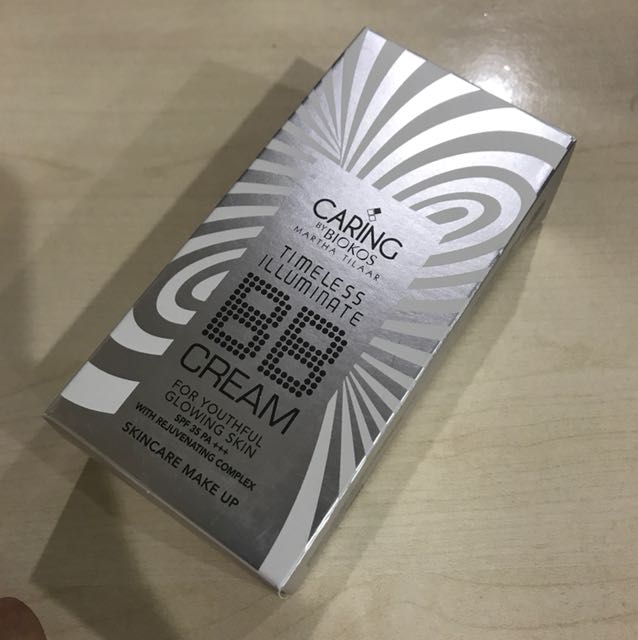 CARING
BY BIOKOS
MARTHA TILAAR
TIMELESS
ILLUMINATE
BB
CREAM
FOR YOUTHFUL
GLOWING SKIN
SPF 35 PA +++
WITH REJUVENATING COMPLEX
SKINCARE MAKE UP